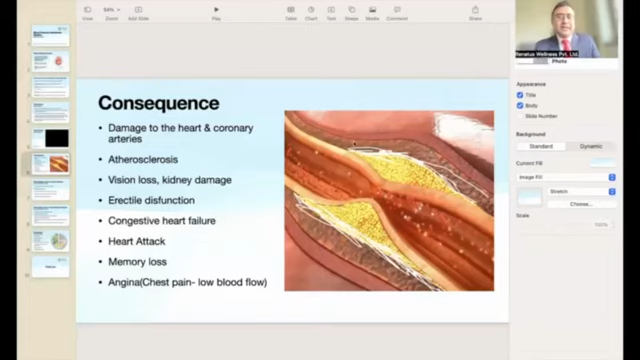 54%
View
Zoom
Add Slide
Play
Table
Chart
Text
Shape
Media
Comment
Share
Renatus Wellness Pvt. Ltd.
Photo
Appearance
Title
Body
Slide Number
Background
Standard
Dynamic
Current Fill
Image Fill
Stretch
Choose...
Scale
100%
Consequence
• Damage to the heart & coronary
arteries
• Atherosclerosis
• Vision loss, kidney damage
• Erectile disfunction
• Congestive heart failure
• Heart Attack
• Memory loss
• Angina(Chest pain- low blood flow)